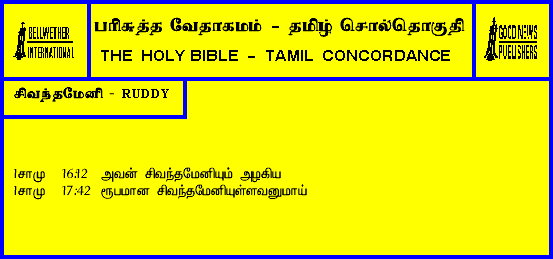 BELLWETHER
INTERNATIONAL
பரிசுத்த வேதாகமம் - தமிழ் சொல்தொகுதி
THE HOLY BIBLE - TAMIL CONCORDANCE
GOOD NEWS
PUBLISHERS
சிவந்தமேனி - RUDDY
1சாமு 16:12 அவன் சிவந்தமேனியும் அழகிய
1சாமு 17:42 ரூபமான சிவந்தமேனியுள்ளவனுமாய்